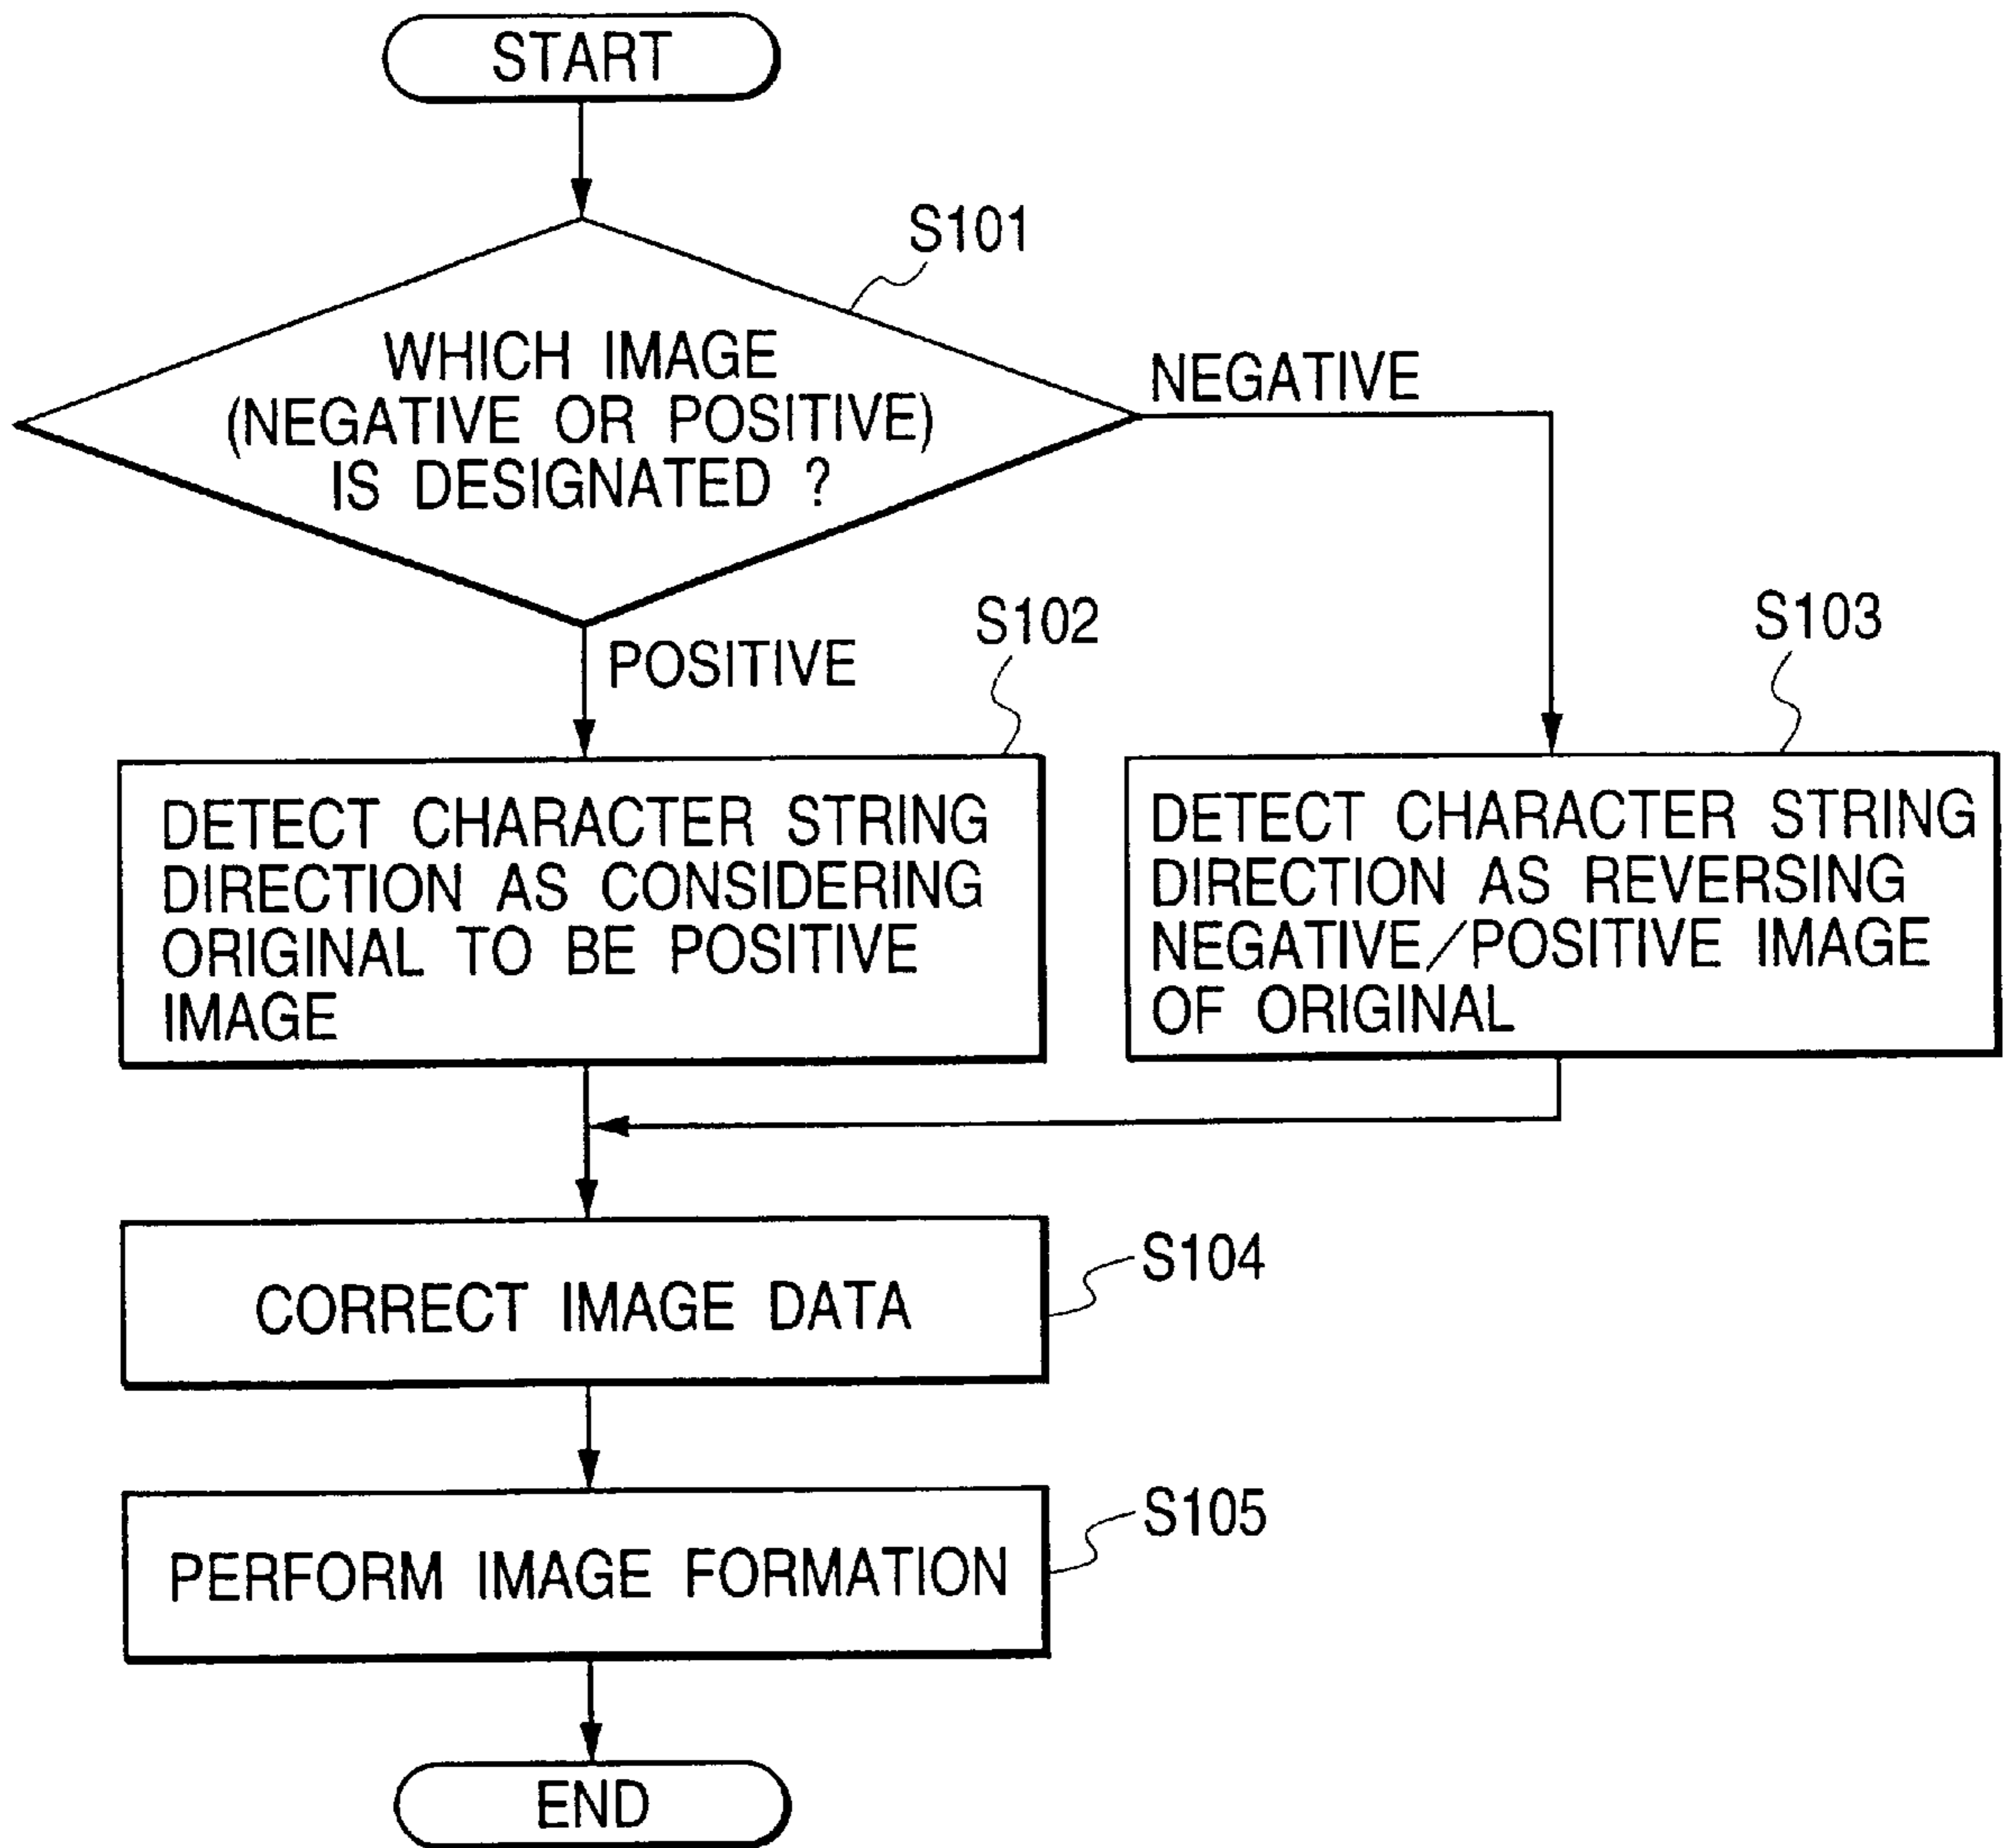 START
S101
WHICH IMAGE
(NEGATIVE OR POSITIVE)
IS DESIGNATED ?
NEGATIVE
POSITIVE
S102
S103
DETECT CHARACTER STRING
DIRECTION AS CONSIDERING
ORIGINAL TO BE POSITIVE
IMAGE
DETECT CHARACTER STRING
DIRECTION AS REVERSING
NEGATIVE/POSITIVE IMAGE
OF ORIGINAL
CORRECT IMAGE DATA
S104
PERFORM IMAGE FORMATION
S105
END